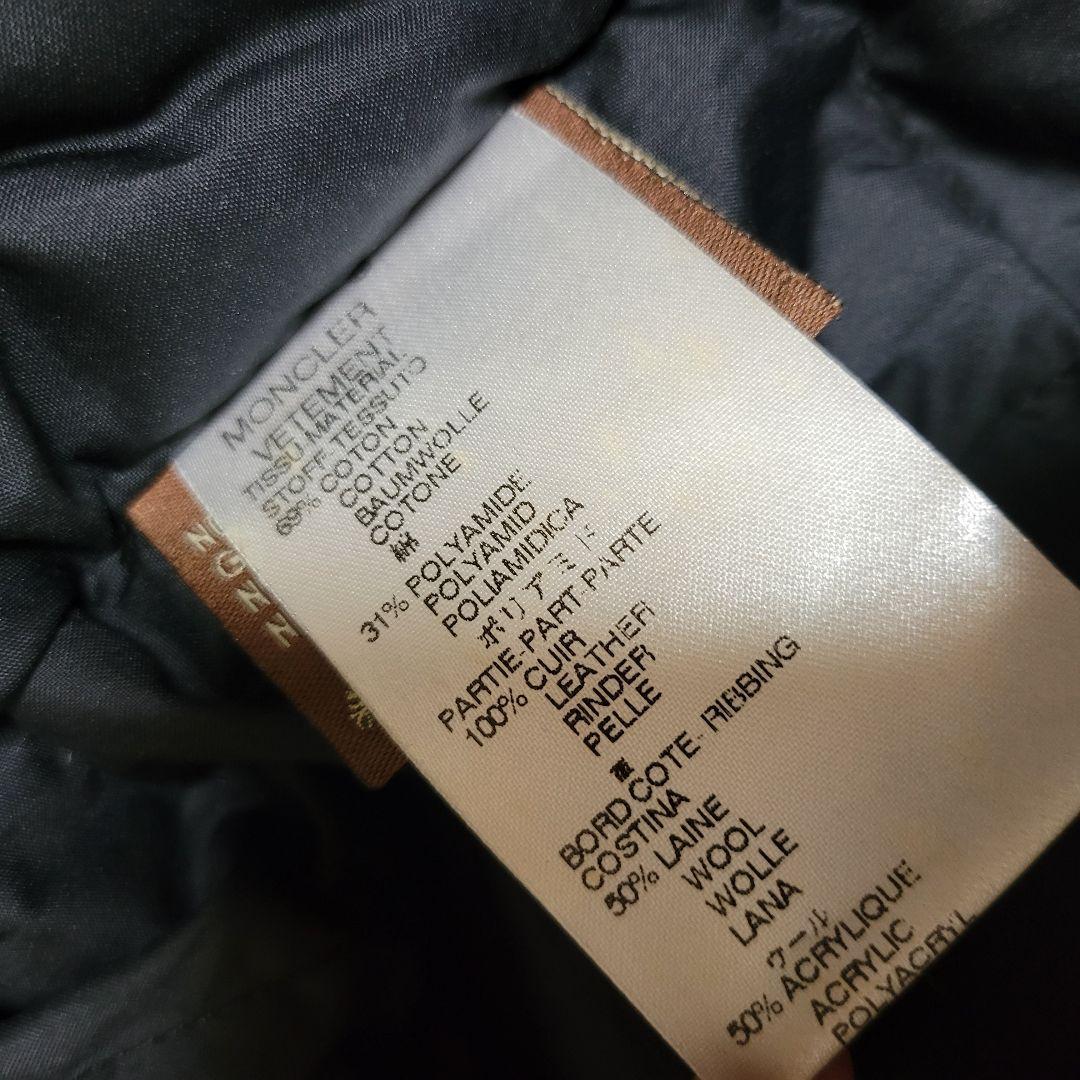 MONCLER
VETEMENT
TISSU MATERIAL
STOFF TESSUTO
69% COTON
COTTON
BAUMWOLLE
COTONE
綿
31% POLYAMIDE
POLYAMID
POLIAMIDICA
ポリアミド
PARTIE-PART-PARTE
100% CUIR
LEATHER
RINDER
PELLE
革
BORD COTE- RIBBING
COSTINA
50% LAINE
WOOL
WOLLE
LANA
ウール
50% ACRYLIQUE
ACRYLIC
POLYACRYL